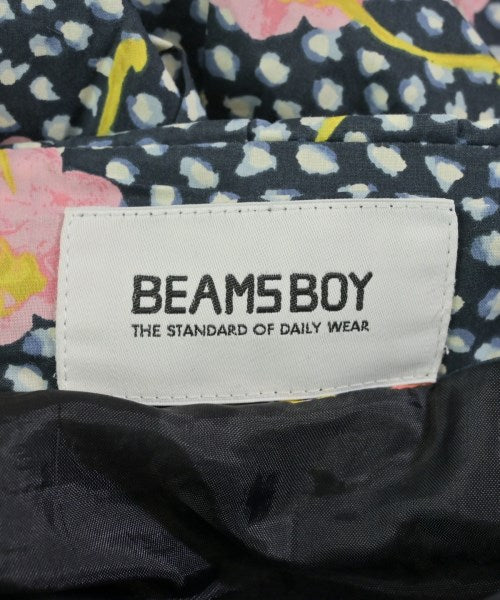 BEAMS BOY
THE STANDARD OF DAILY WEAR